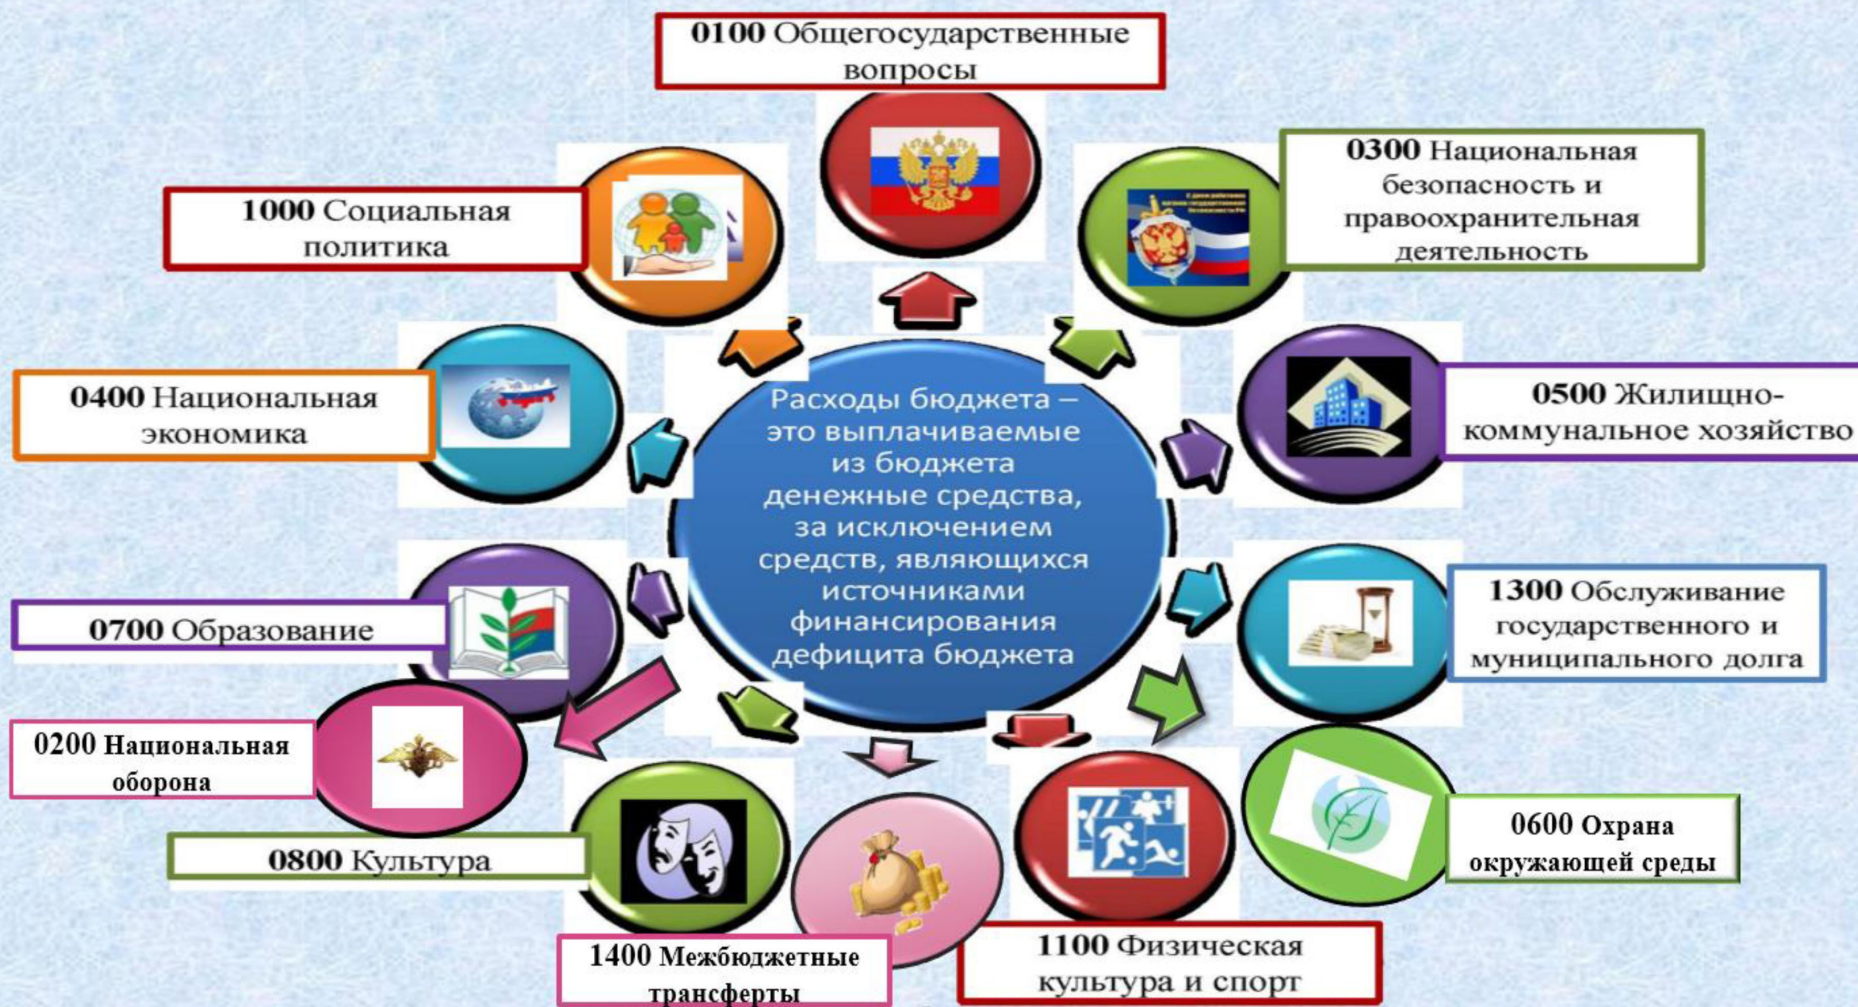 0100 Общегосударственные
вопросы
0300 Национальная
безопасность и
правоохранительная
деятельность
1000 Социальная
политика
0400 Национальная
экономика
0500 Жилищно-
коммунальное хозяйство
Расходы бюджета –
это выплачиваемые
из бюджета
денежные средства,
за исключением
средств, являющихся
источниками
финансирования
дефицита бюджета
0700 Образование
1300 Обслуживание
государственного и
муниципального долга
0200 Национальная
оборона
0800 Культура
0600 Охрана
окружающей среды
1400 Межбюджетные
трансферты
1100 Физическая
культура и спорт